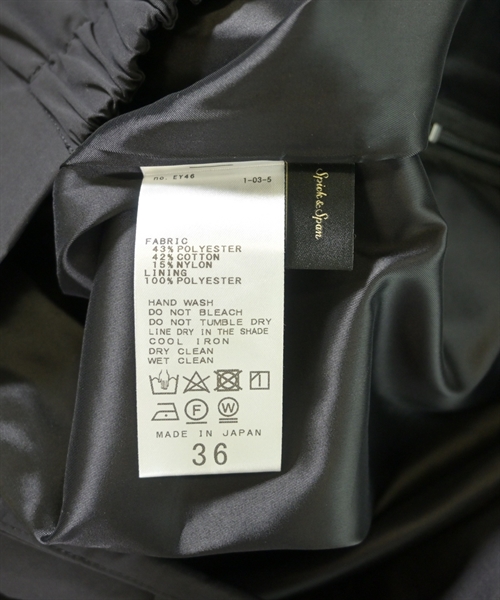 no. EY46 1-03-5
Spick & Span
FABRIC
43% POLYESTER
42% COTTON
15% NYLON
LINING
100% POLYESTER
HAND WASH
DO NOT BLEACH
DO NOT TUMBLE DRY
LINE DRY IN THE SHADE
COOL IRON
DRY CLEAN
WET CLEAN
F W
MADE IN JAPAN
36